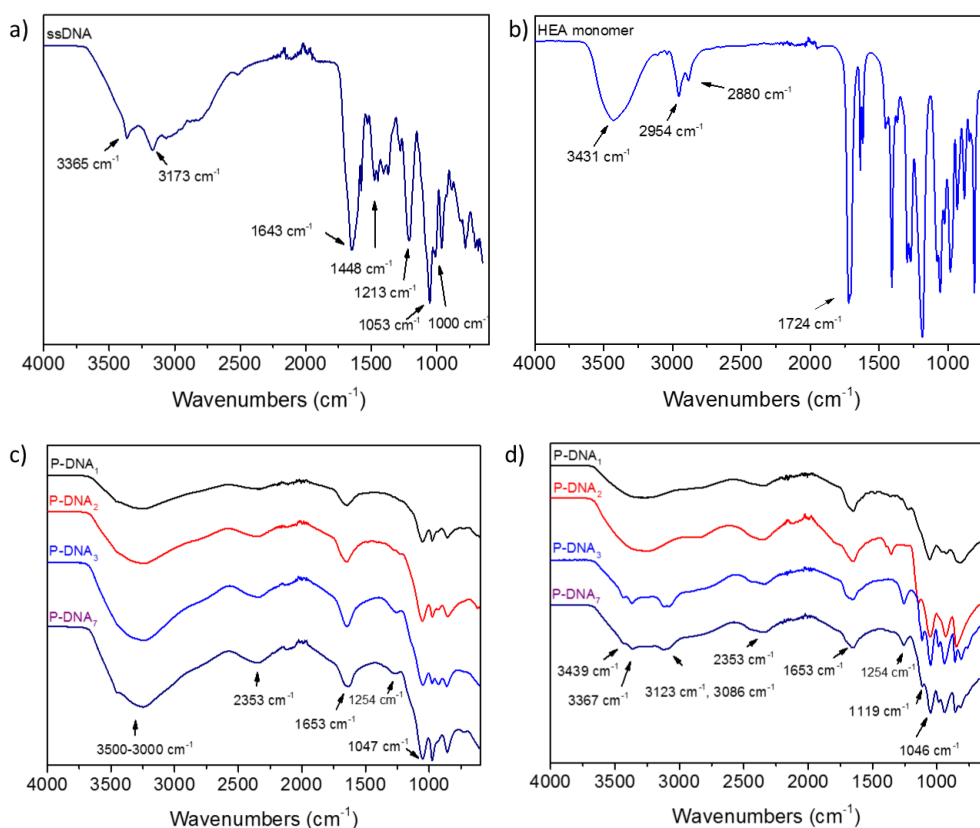 a)
ssDNA
3365 cm⁻¹
3173 cm⁻¹
1643 cm⁻¹
1448 cm⁻¹
1213 cm⁻¹
1053 cm⁻¹
1000 cm⁻¹
4000 3500 3000 2500 2000 1500 1000
Wavenumbers (cm⁻¹)
b)
HEA monomer
3431 cm⁻¹
2954 cm⁻¹
2880 cm⁻¹
1724 cm⁻¹
4000 3500 3000 2500 2000 1500 1000
Wavenumbers (cm⁻¹)
c)
P-DNA₁
P-DNA₂
P-DNA₃
P-DNA₇
3500-3000 cm⁻¹
2353 cm⁻¹
1653 cm⁻¹
1254 cm⁻¹
1047 cm⁻¹
4000 3500 3000 2500 2000 1500 1000
Wavenumbers (cm⁻¹)
d)
P-DNA₁
P-DNA₂
P-DNA₃
P-DNA₇
3439 cm⁻¹
3367 cm⁻¹
3123 cm⁻¹, 3086 cm⁻¹
2353 cm⁻¹
1653 cm⁻¹
1254 cm⁻¹
1119 cm⁻¹
1046 cm⁻¹
4000 3500 3000 2500 2000 1500 1000
Wavenumbers (cm⁻¹)